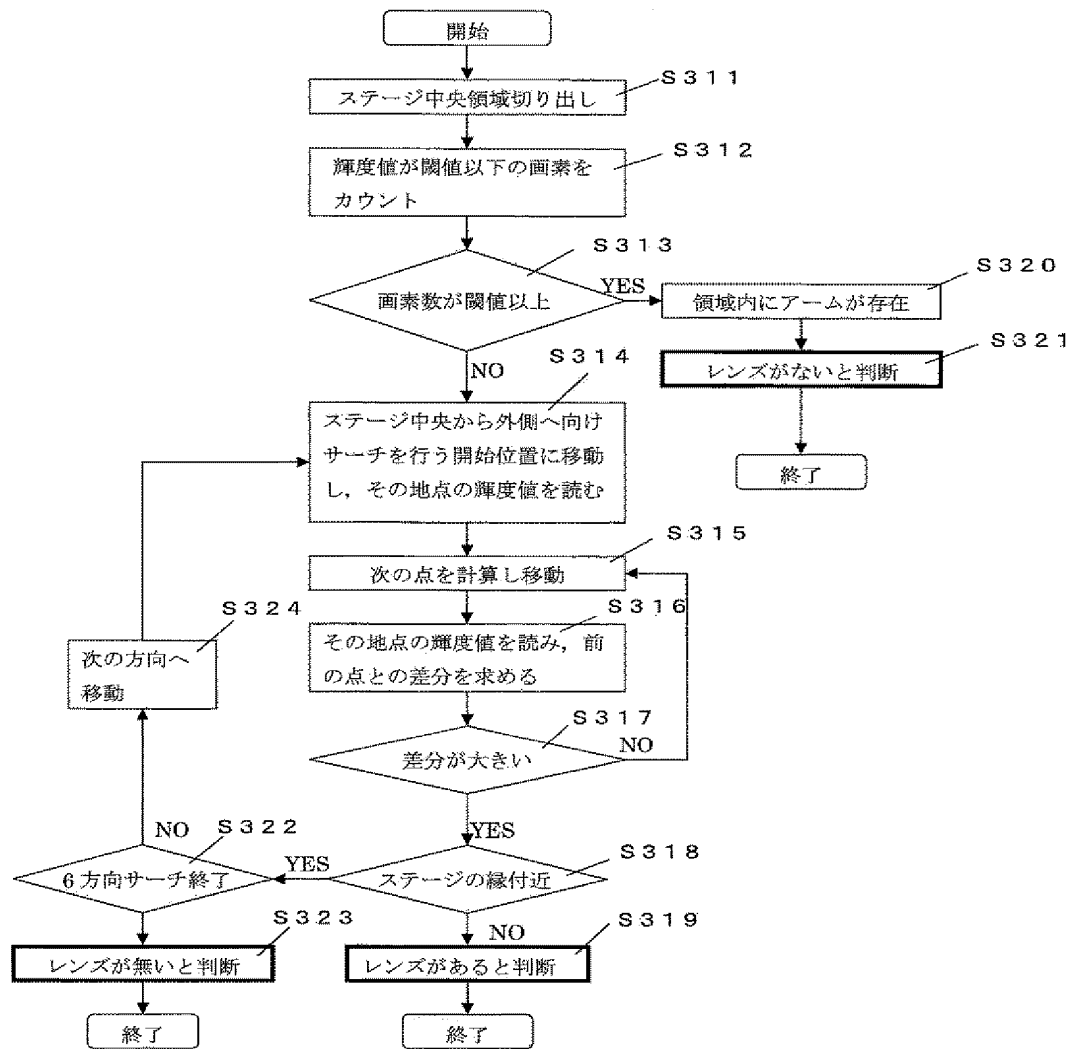 開始
S311
ステージ中央領域切り出し
S312
輝度値が閾値以下の画素を
カウント
S313
画素数が閾値以上
YES
S320
領域内にアームが存在
S321
レンズがないと判断
終了
NO
S314
ステージ中央から外側へ向け
サーチを行う開始位置に移動
し，その地点の輝度値を読む
S315
次の点を計算し移動
S316
その地点の輝度値を読み，前
の点との差分を求める
S317
差分が大きい
NO
YES
S318
ステージの縁付近
YES
S322
6方向サーチ終了
NO
S324
次の方向へ
移動
S323
レンズが無いと判断
終了
NO
S319
レンズがあると判断
終了